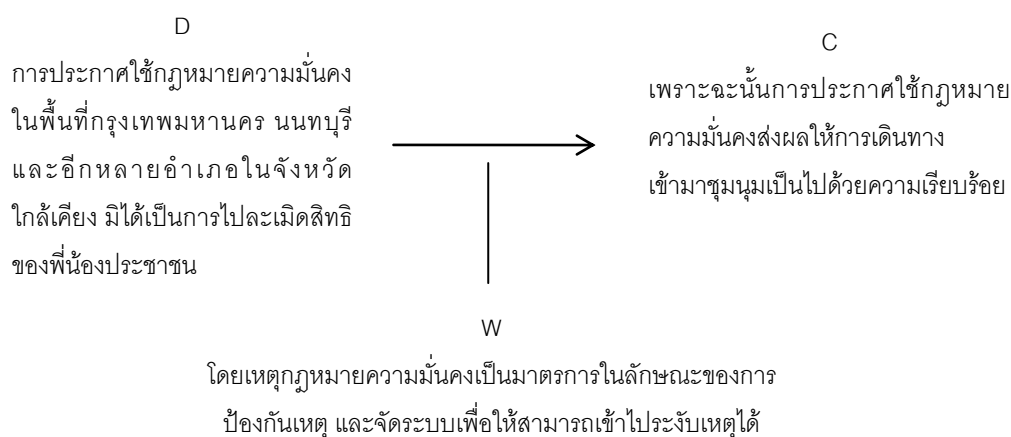 D
การประกาศใช้กฎหมายความมั่นคง
ในพื้นที่กรุงเทพมหานคร นนทบุรี
และอีกหลายอำเภอในจังหวัด
ใกล้เคียง มิได้เป็นการไปละเมิดสิทธิ
ของพี่น้องประชาชน
C
เพราะฉะนั้นการประกาศใช้กฎหมาย
ความมั่นคงส่งผลให้การเดินทาง
เข้ามาชุมนุมเป็นไปด้วยความเรียบร้อย
W
โดยเหตุกฎหมายความมั่นคงเป็นมาตรการในลักษณะของการ
ป้องกันเหตุ และจัดระบบเพื่อให้สามารถเข้าไประงับเหตุได้